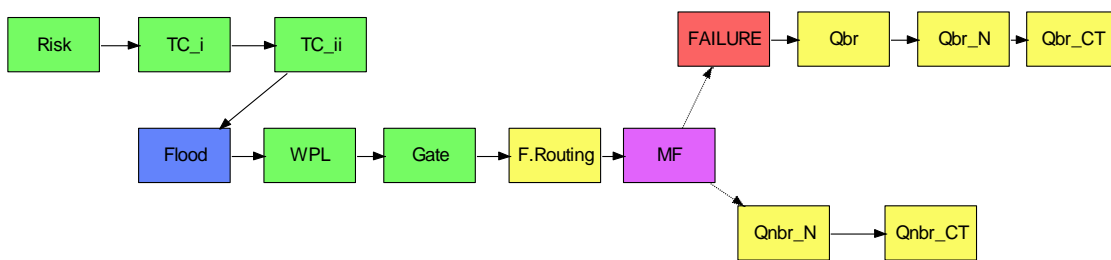 Risk
TC_i
TC_ii
FAILURE
Qbr
Qbr_N
Qbr_CT
Flood
WPL
Gate
F.Routing
MF
Qnbr_N
Qnbr_CT